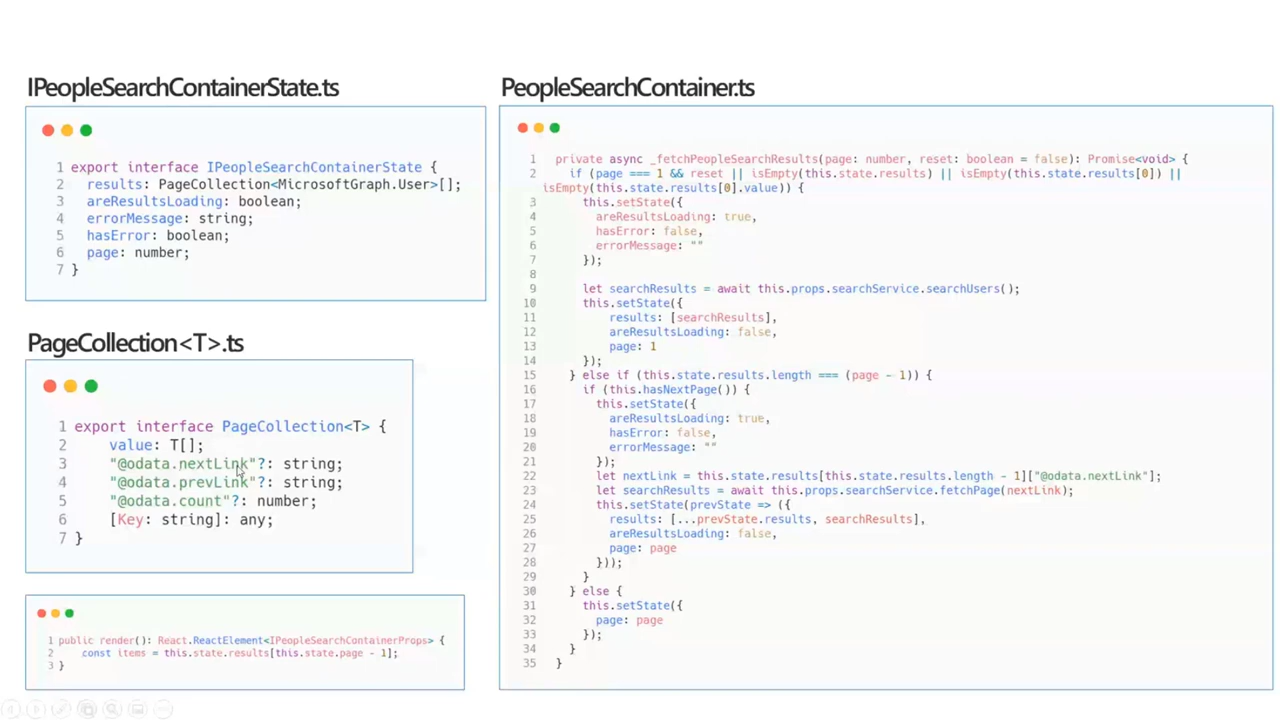 IPeopleSearchContainerState.ts
1 export interface IPeopleSearchContainerState {
2 results: PageCollection<MicrosoftGraph.User>[];
3 areResultsLoading: boolean;
4 errorMessage: string;
5 hasError: boolean;
6 page: number;
7 }
PageCollection<T>.ts
1 export interface PageCollection<T> {
2 value: T[];
3 "@odata.nextLink"?: string;
4 "@odata.prevLink"?: string;
5 "@odata.count"?: number;
6 [Key: string]: any;
7 }
1 public render(): React.ReactElement<IPeopleSearchContainerProps> {
2 const items = this.state.results[this.state.page - 1];
3 }
PeopleSearchContainer.ts
1 private async _fetchPeopleSearchResults(page: number, reset: boolean = false): Promise<void> {
2 if (page === 1 && reset || isEmpty(this.state.results) || isEmpty(this.state.results[0]) ||
isEmpty(this.state.results[0].value)) {
3 this.setState({
4 areResultsLoading: true,
5 hasError: false,
6 errorMessage: ""
7 });
8
9 let searchResults = await this.props.searchService.searchUsers();
10 this.setState({
11 results: [searchResults],
12 areResultsLoading: false,
13 page: 1
14 });
15 } else if (this.state.results.length === (page - 1)) {
16 if (this.hasNextPage()) {
17 this.setState({
18 areResultsLoading: true,
19 hasError: false,
20 errorMessage: ""
21 });
22 let nextLink = this.state.results[this.state.results.length - 1]["@odata.nextLink"];
23 let searchResults = await this.props.searchService.fetchPage(nextLink);
24 this.setState(prevState => ({
25 results: [...prevState.results, searchResults],
26 areResultsLoading: false,
27 page: page
28 }));
29 }
30 } else {
31 this.setState({
32 page: page
33 });
34 }
35 }